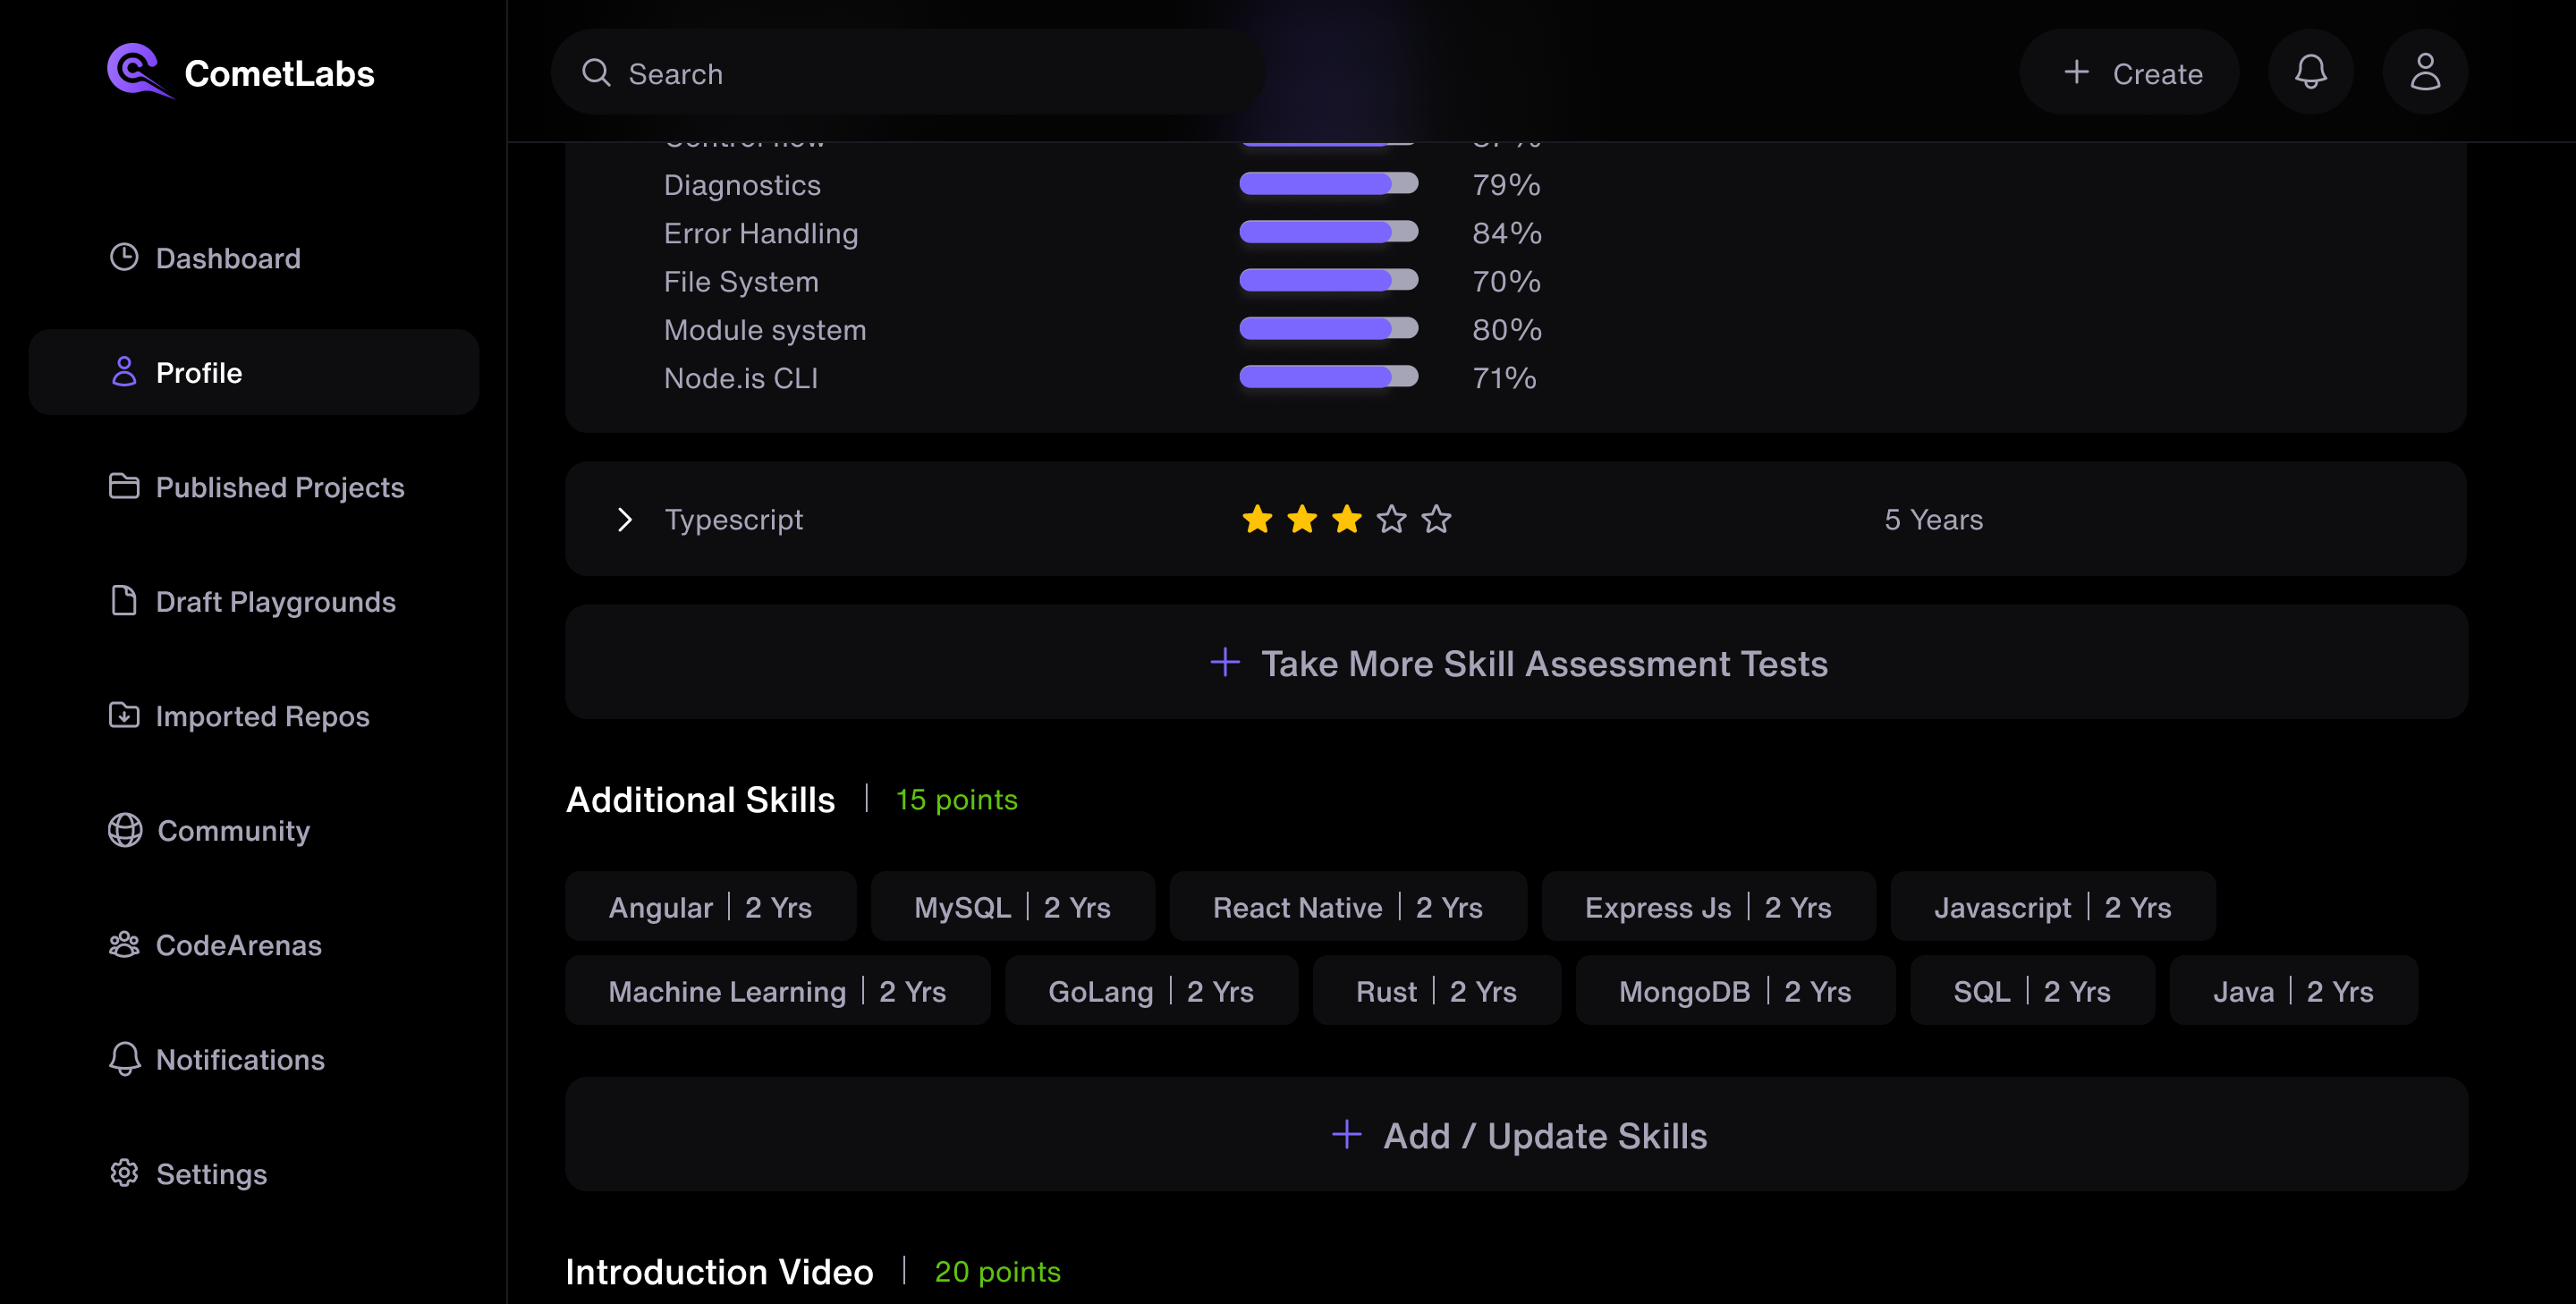 CometLabs
Search
Create
Dashboard
Profile
Published Projects
Draft Playgrounds
Imported Repos
Community
CodeArenas
Notifications
Settings
Diagnostics 79%
Error Handling 84%
File System 70%
Module system 80%
Node.is CLI 71%
Typescript 5 Years
Take More Skill Assessment Tests
Additional Skills | 15 points
Angular | 2 Yrs MySQL | 2 Yrs React Native | 2 Yrs Express Js | 2 Yrs Javascript | 2 Yrs
Machine Learning | 2 Yrs GoLang | 2 Yrs Rust | 2 Yrs MongoDB | 2 Yrs SQL | 2 Yrs Java | 2 Yrs
Add / Update Skills
Introduction Video | 20 points